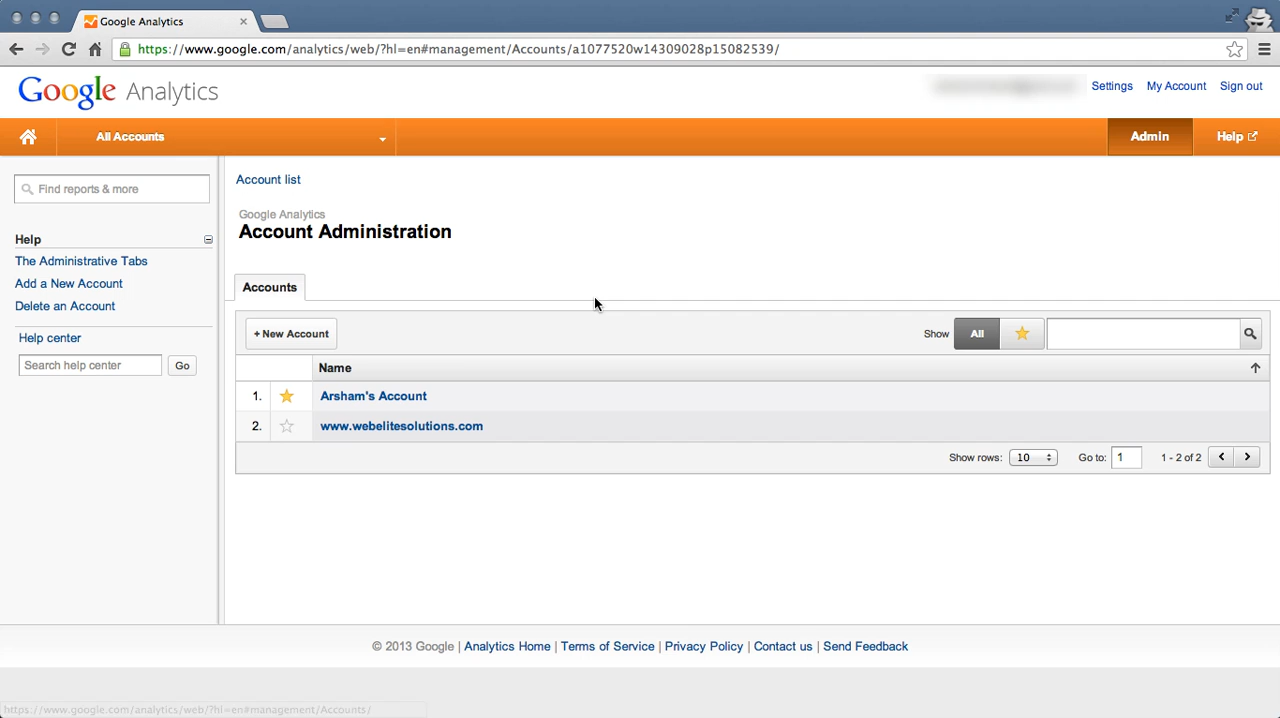 Google Analytics
https://www.google.com/analytics/web/?hl=en#management/Accounts/a1077520w14309028p15082539/
Google Analytics
Settings My Account Sign out
All Accounts Admin Help
Find reports & more
Account list
Google Analytics
Account Administration
Help
The Administrative Tabs
Add a New Account
Delete an Account
Help center
Search help center Go
Accounts
+ New Account Show All
Name
1. Arsham's Account
2. www.webelitesolutions.com
Show rows: 10 Go to: 1 1 - 2 of 2
© 2013 Google | Analytics Home | Terms of Service | Privacy Policy | Contact us | Send Feedback
https://www.google.com/analytics/web/?hl=en#management/Accounts/